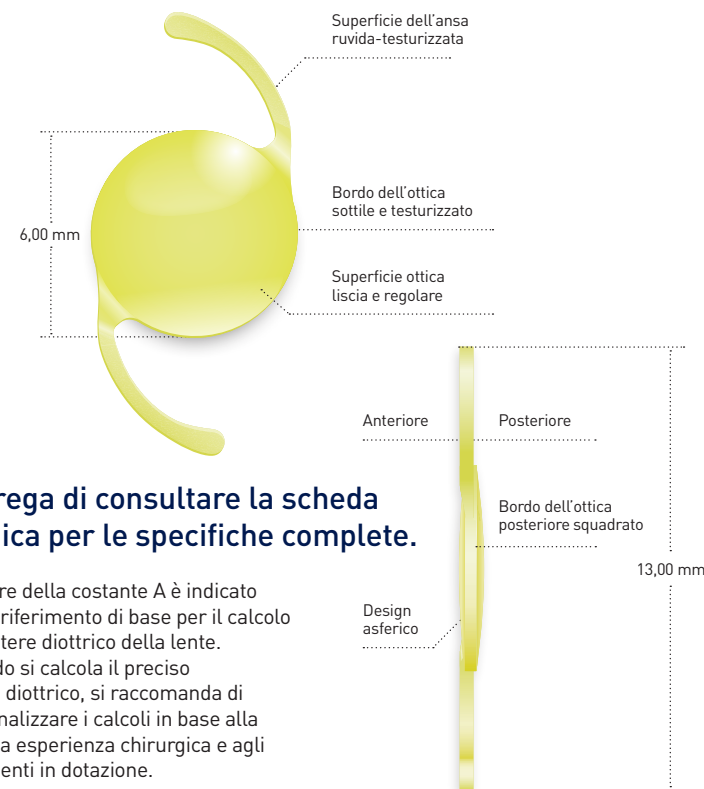 Superficie dell'ansa
ruvida-testurizzata
6,00 mm
Bordo dell'ottica
sottile e testurizzato
Superficie ottica
liscia e regolare
Anteriore
Posteriore
Bordo dell'ottica
posteriore squadrato
13,00 mm
Design
asferico
rega di consultare la scheda
ica per le specifiche complete.
re della costante A è indicato
riferimento di base per il calcolo
tere diottrico della lente.
do si calcola il preciso
diottrico, si raccomanda di
nalizzare i calcoli in base alla
a esperienza chirurgica e agli
enti in dotazione.